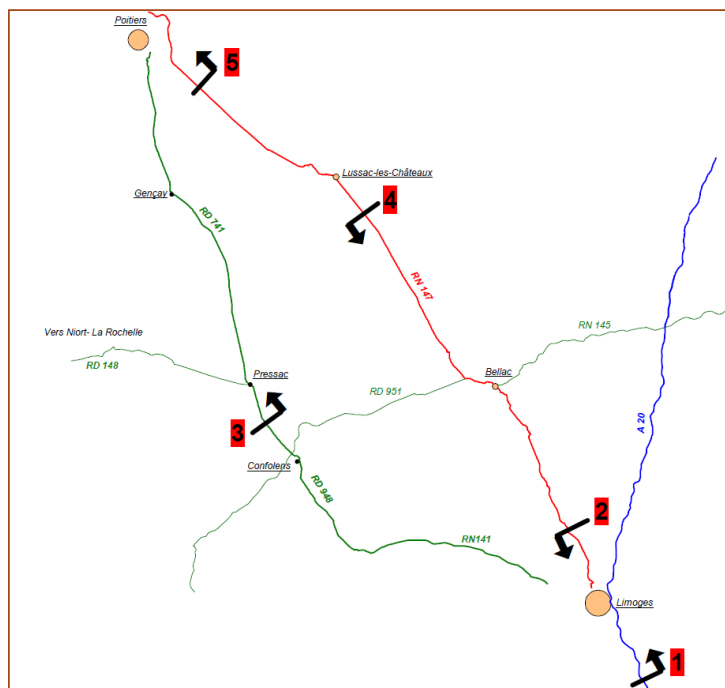 Poitiers
5
Lussac-les-Châteaux
4
Gençay
RD 741
RN 147
RN 145
Vers Niort- La Rochelle
RD 148
Pressac
Bellac
RD 951
3
A 20
Confolens
RD 948
2
RN141
Limoges
1